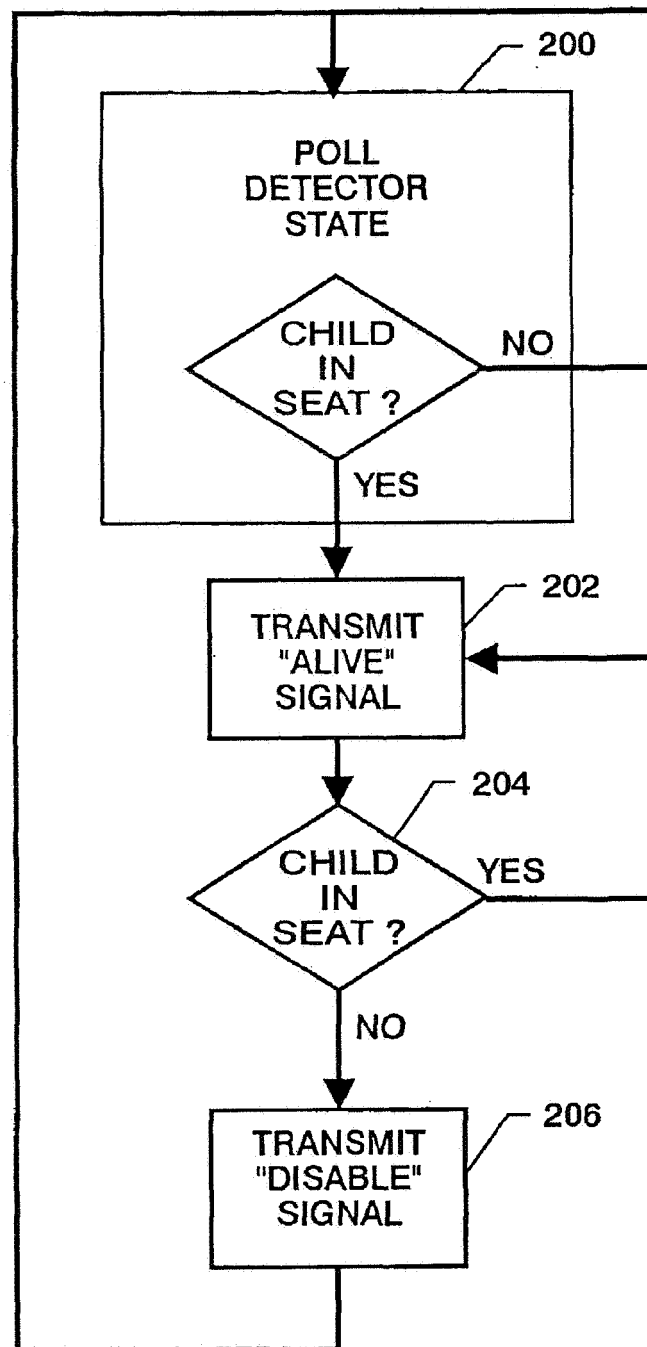 200
POLL
DETECTOR
STATE
CHILD
IN
SEAT ?
NO
YES
202
TRANSMIT
"ALIVE"
SIGNAL
204
CHILD
IN
SEAT ?
YES
NO
206
TRANSMIT
"DISABLE"
SIGNAL